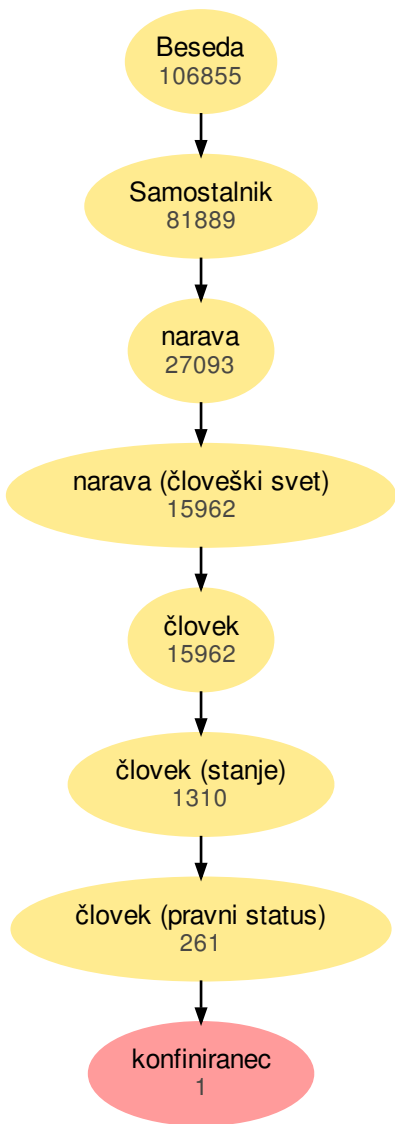 Beseda
106855
Samostalnik
81889
narava
27093
narava (človeški svet)
15962
človek
15962
človek (stanje)
1310
človek (pravni status)
261
konfiniranec
1